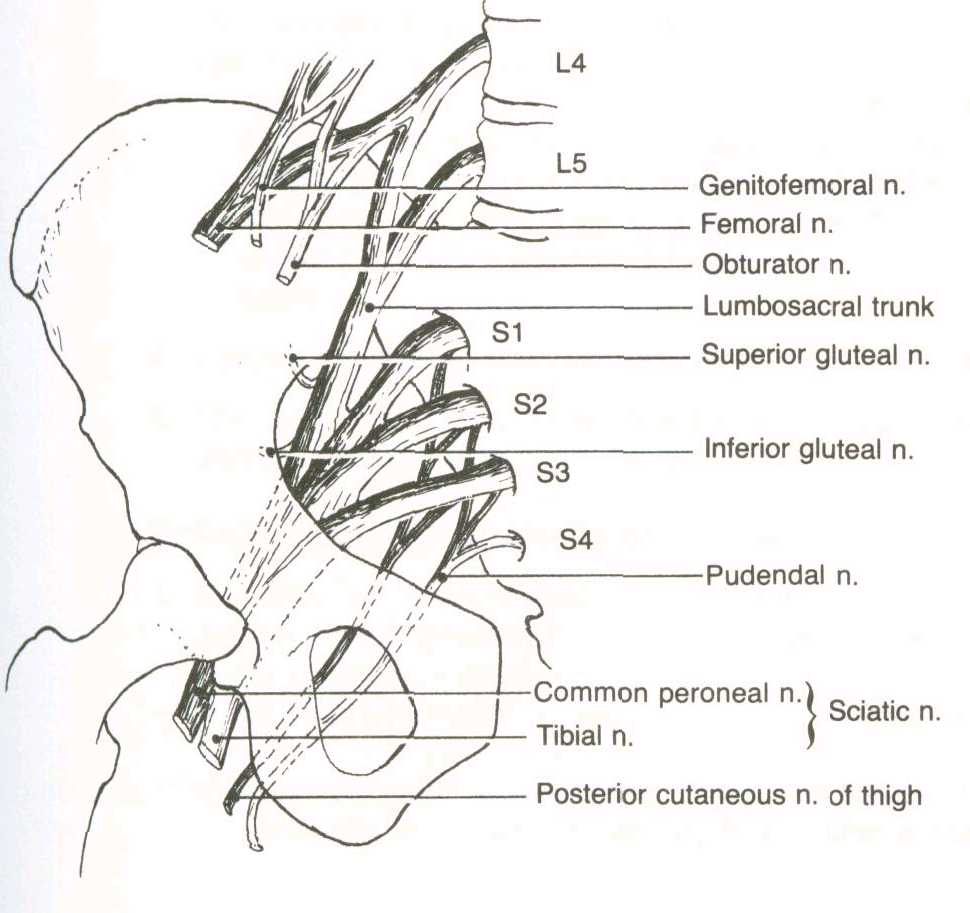 L4
L5
Genitofemoral n.
Femoral n.
Obturator n.
Lumbosacral trunk
S1
Superior gluteal n.
S2
Inferior gluteal n.
S3
S4
Pudendal n.
Common peroneal n.
Sciatic n.
Tibial n.
Posterior cutaneous n. of thigh